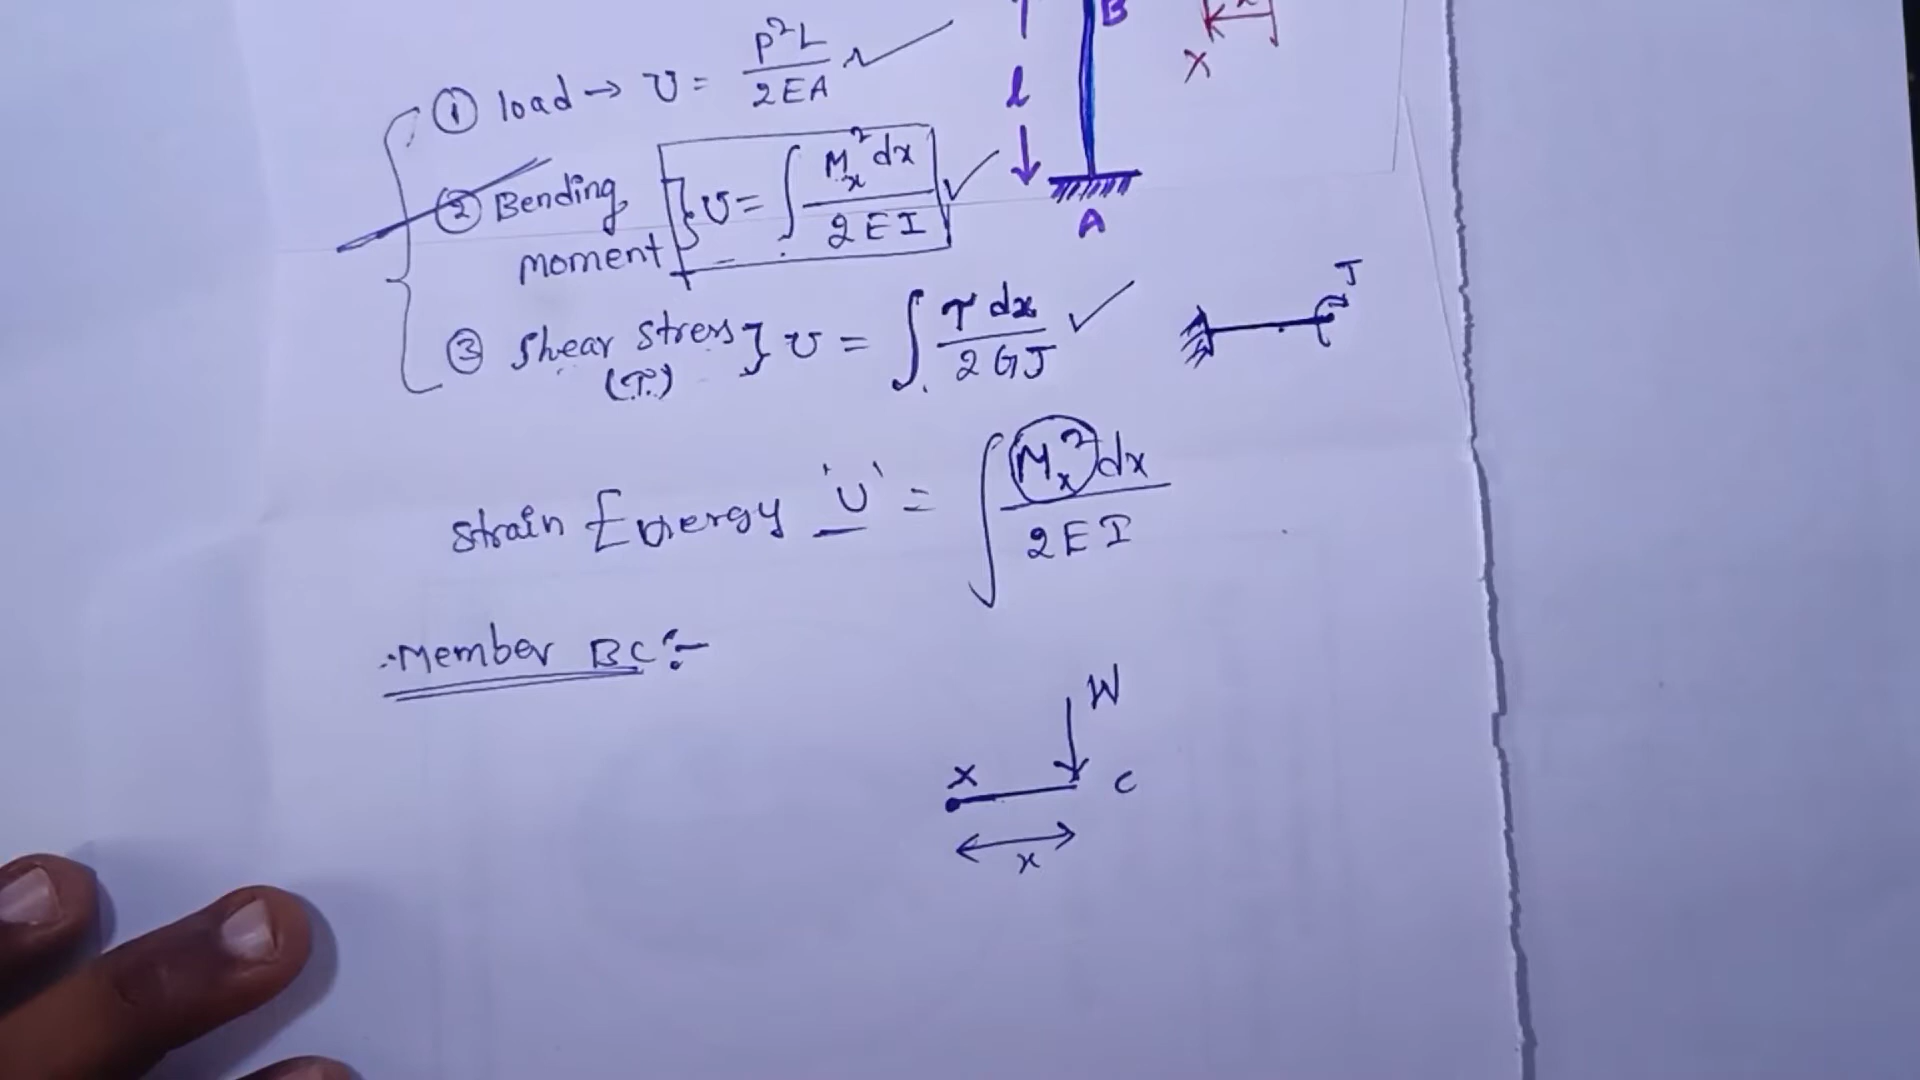 ① load → U = P²L / 2EA
② Bending moment } U = ∫ Mx² dx / 2EI
③ Shear stress (τ) } U = ∫ τ dx / 2GJ
B
x
X
l
A
J
Strain Energy 'U' = ∫ Mx² dx / 2EI
∴ Member BC :-
W
X
C
x